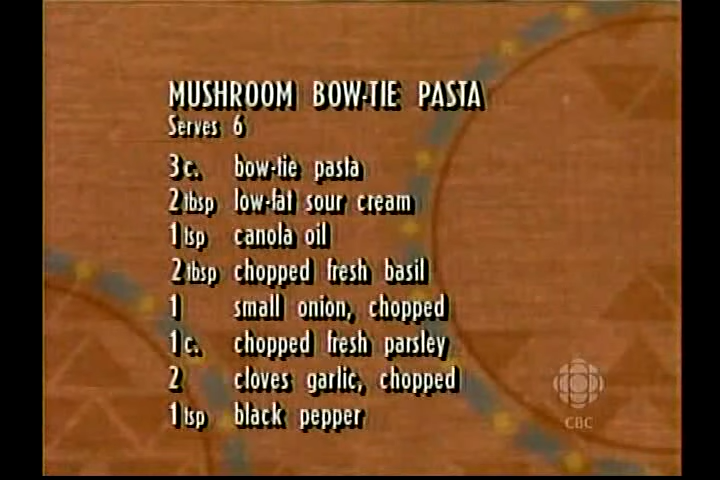 MUSHROOM BOW-TIE PASTA
Serves 6
3 c. bow-tie pasta
2 tbsp low-fat sour cream
1 tsp canola oil
2 tbsp chopped fresh basil
1 small onion, chopped
1 c. chopped fresh parsley
2 cloves garlic, chopped
1 tsp black pepper
CBC